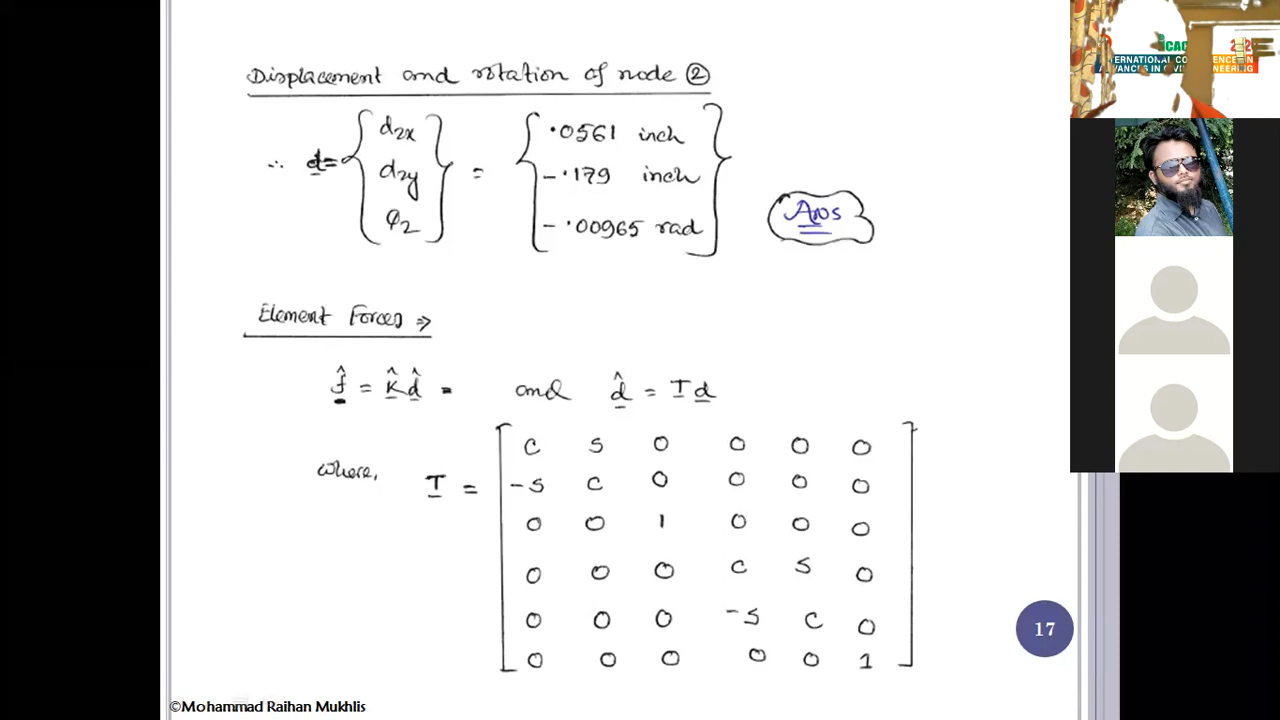 Displacement and rotation of node ②
∴ d = { d2x d2y φ2 } = { .0561 inch -.179 inch -.00965 rad }
Ans
Element Forces ⇒
f̂ = k̂ d̂ = and d̂ = T d
where, T =
C S 0 0 0 0
-S C 0 0 0 0
0 0 1 0 0 0
0 0 0 C S 0
0 0 0 -S C 0
0 0 0 0 0 1
17
©Mohammad Raihan Mukhlis